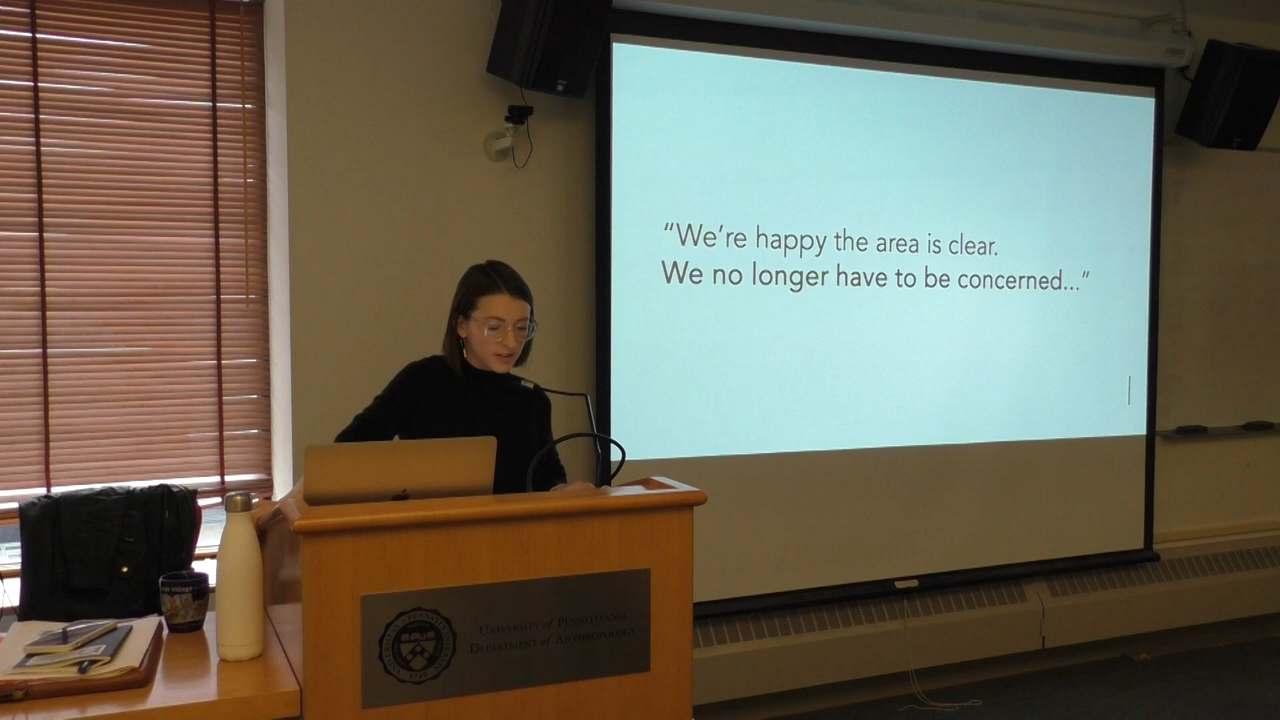 “We’re happy the area is clear.
We no longer have to be concerned...“
University of Pennsylvania
Department of Anthropology